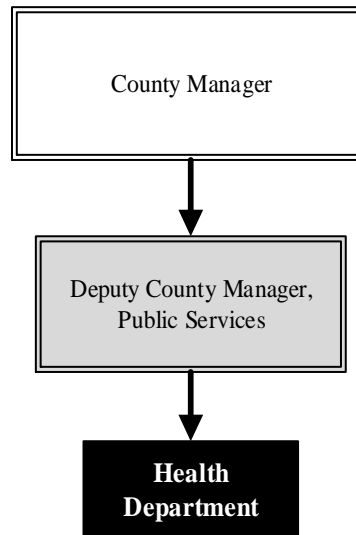 County Manager
Deputy County Manager,
Public Services
Health
Department